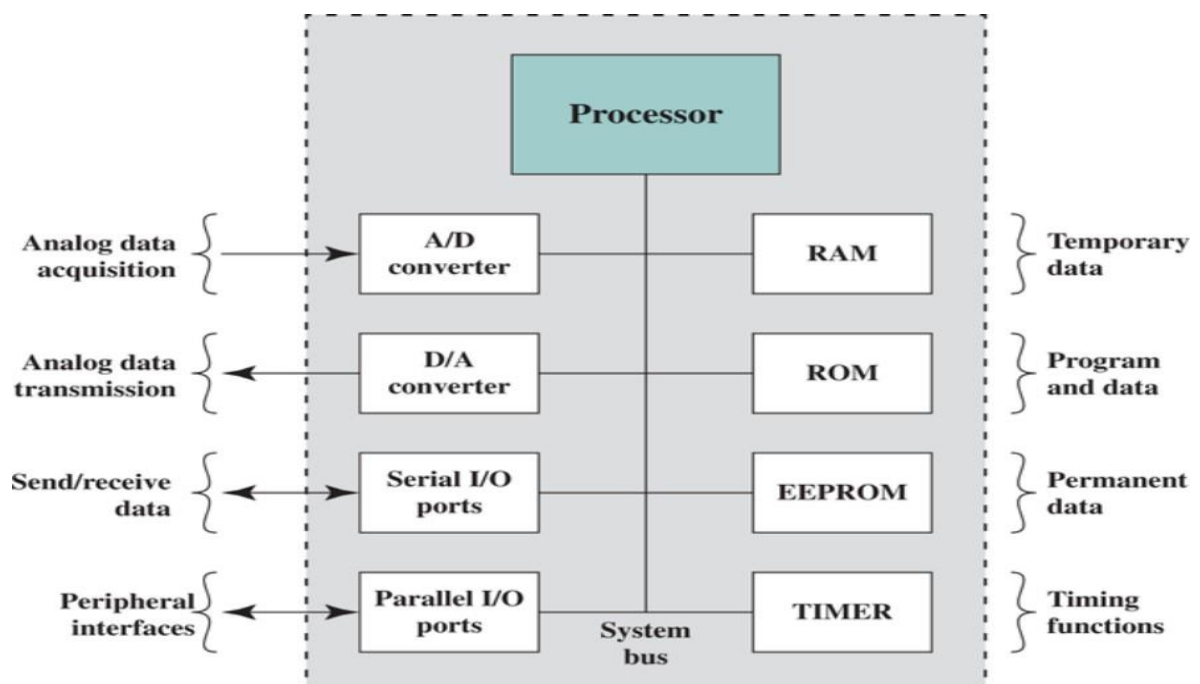 Processor
Analog data
acquisition
A/D
converter
RAM
Temporary
data
Analog data
transmission
D/A
converter
ROM
Program
and data
Send/receive
data
Serial I/O
ports
EEPROM
Permanent
data
Peripheral
interfaces
Parallel I/O
ports
System
bus
TIMER
Timing
functions